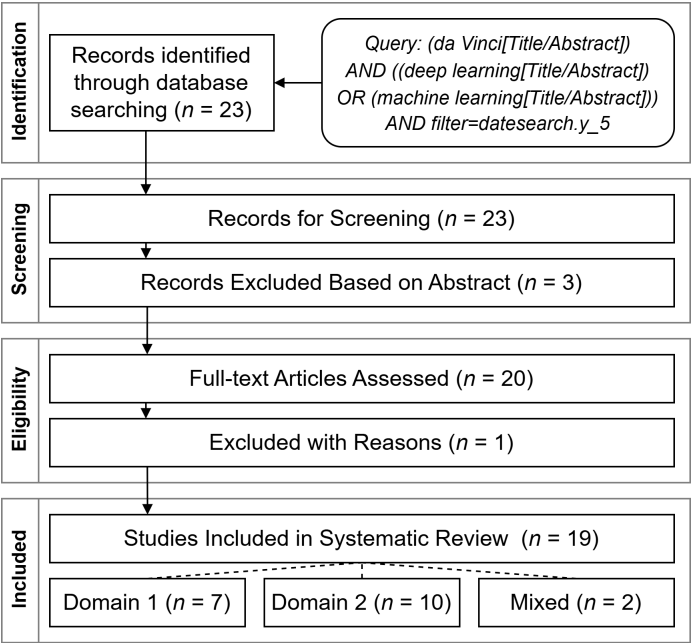 Identification
Records identified
through database
searching (n = 23)
Query: (da Vinci[Title/Abstract])
AND ((deep learning[Title/Abstract])
OR (machine learning[Title/Abstract]))
AND filter=datesearch.y_5
Screening
Records for Screening (n = 23)
Records Excluded Based on Abstract (n = 3)
Eligibility
Full-text Articles Assessed (n = 20)
Excluded with Reasons (n = 1)
Included
Studies Included in Systematic Review (n = 19)
Domain 1 (n = 7)
Domain 2 (n = 10)
Mixed (n = 2)